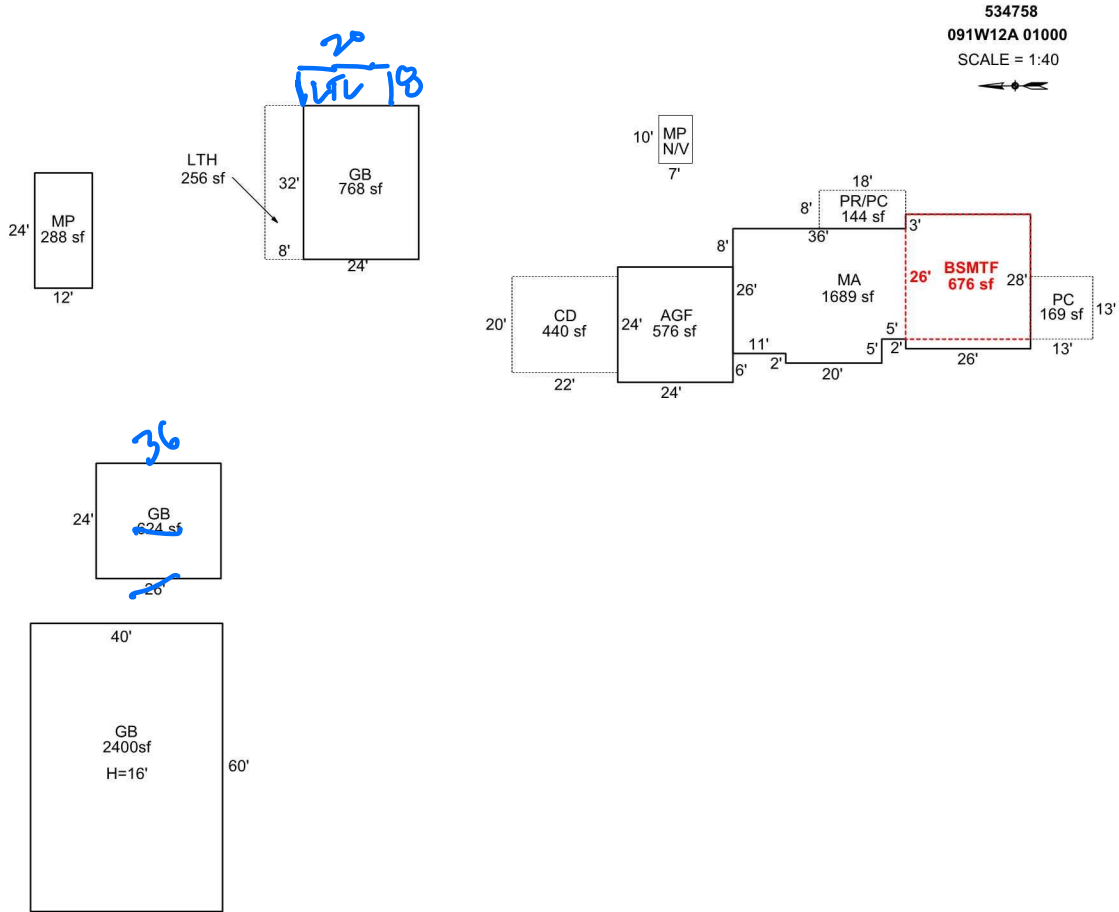 534758
091W12A 01000
SCALE = 1:40
20
LTL 8
LTH
256 sf
32'
8'
GB
768 sf
24'
MP
288 sf
24'
12'
10'
MP
N/V
7'
18'
8'
PR/PC
144 sf
36'
3'
8'
26'
MA
1689 sf
26'
BSMTF
676 sf
28'
PC
169 sf
13'
13'
20'
CD
440 sf
22'
24'
AGF
576 sf
24'
11'
2'
6'
20'
5'
5'
2'
26'
36
24'
GB
624 sf
26'
40'
GB
2400sf
H=16'
60'